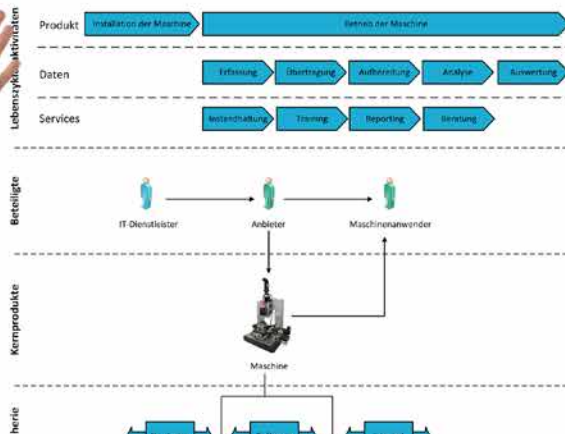 Lebenszyklusaktivitäten
Produkt
Installation der Maschine
Betrieb der Maschine
Daten
Erfassung
Übertragung
Aufbereitung
Analyse
Auswertung
Services
Instandhaltung
Training
Reporting
Beratung
Beteiligte
IT-Dienstleister
Anbieter
Maschinenanwender
Kernprodukte
Maschine